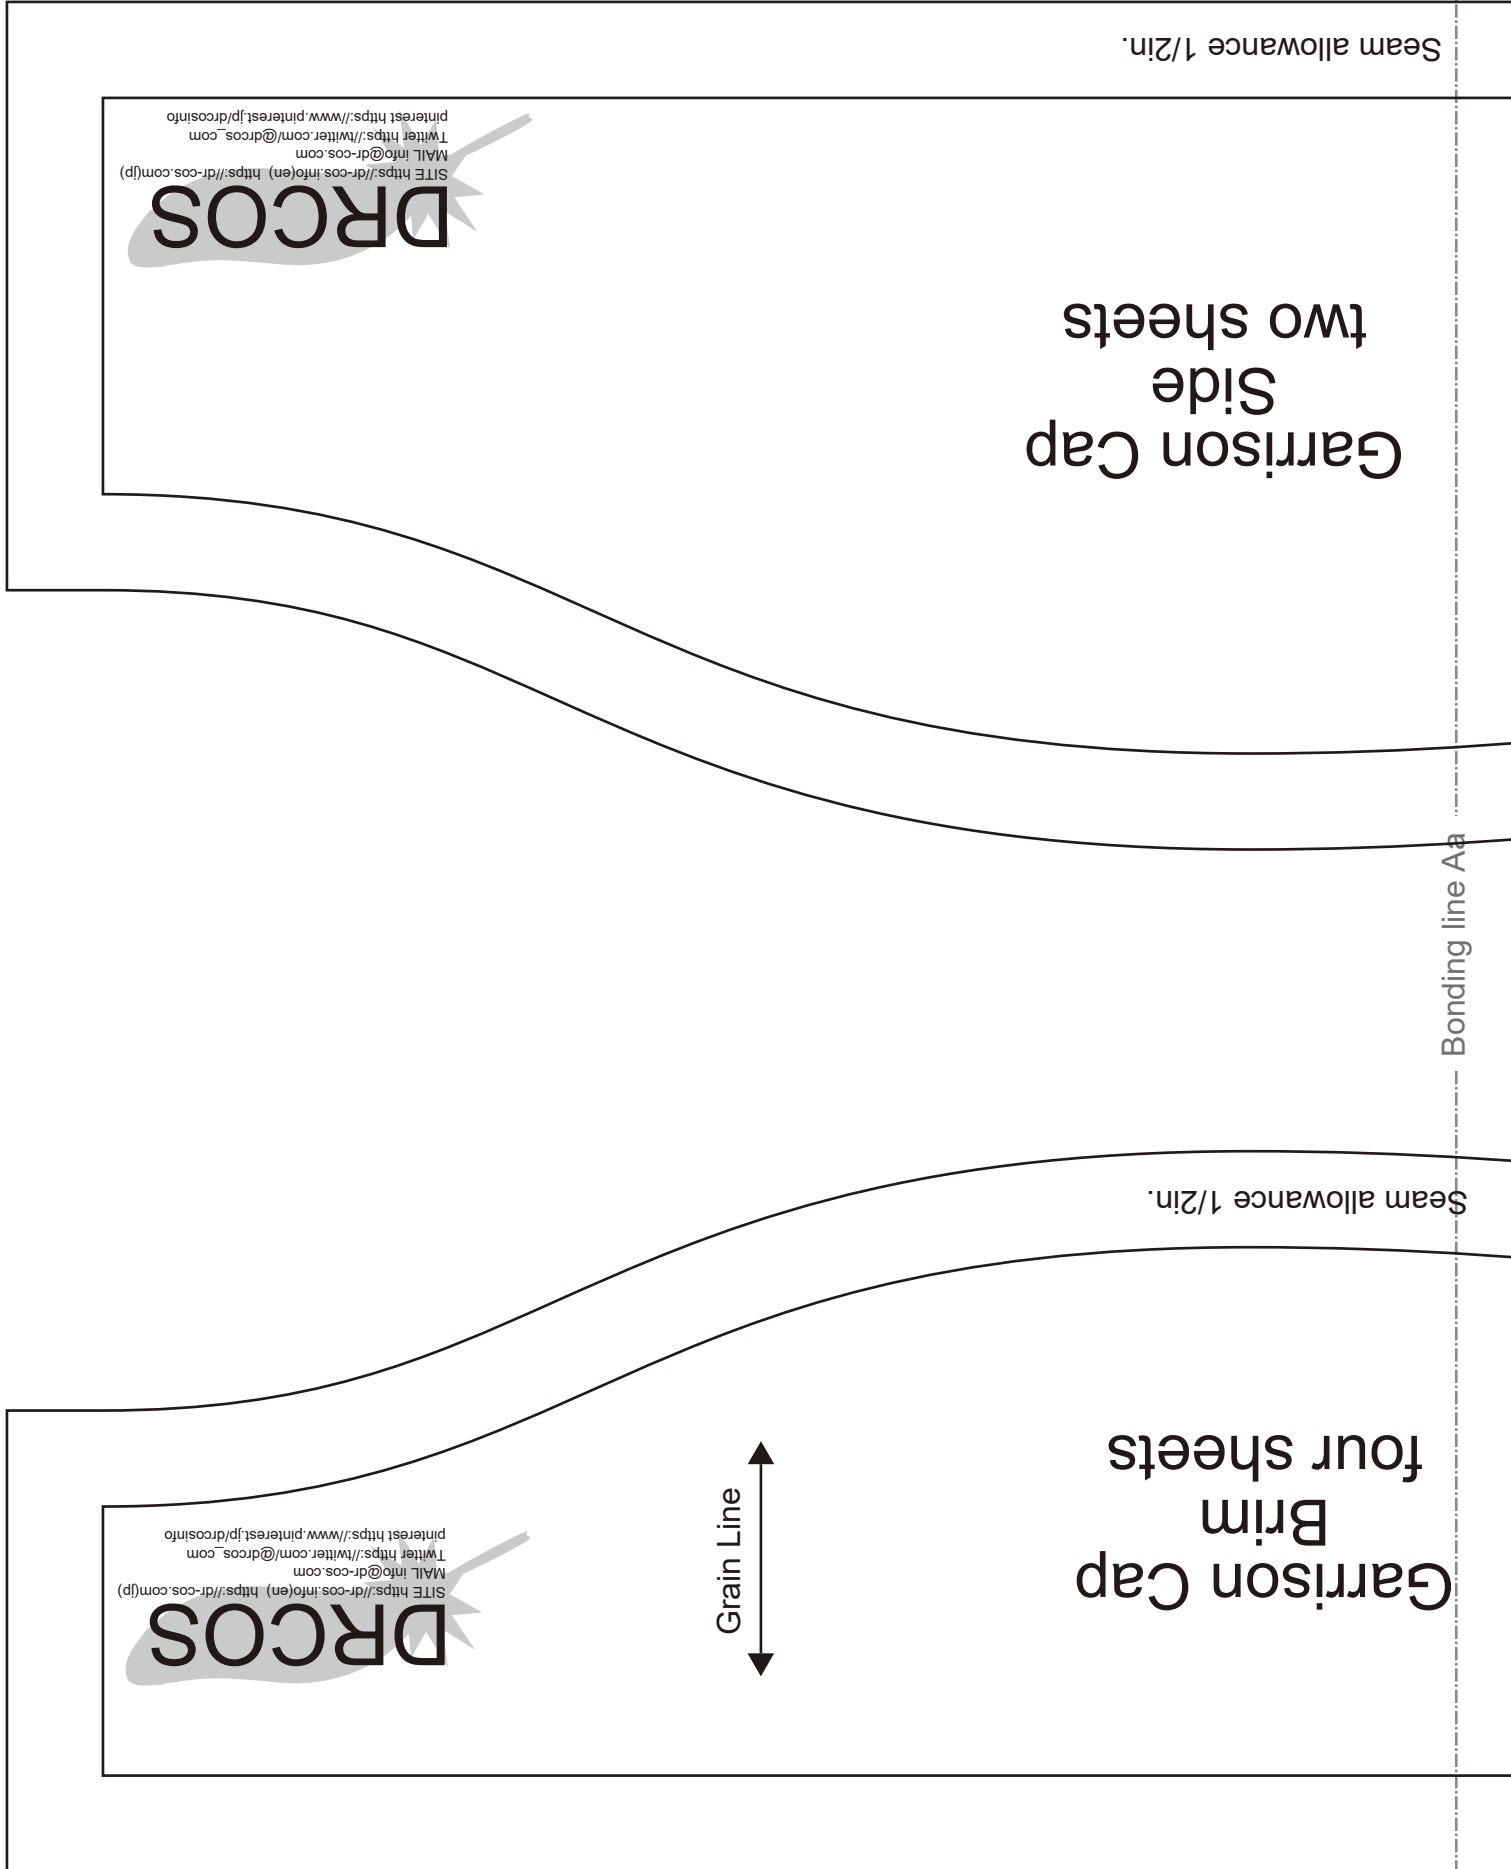 Seam allowance 1/2in.
DRCOS
SITE https://dr-cos.info(en)  https://dr-cos.com(jp)
MAIL info@dr-cos.com
Twitter https://twitter.com/@drcos_com
pinterest https://www.pinterest.jp/drcosinfo
Garrison Cap
Side
two sheets
Bonding line Aa
Seam allowance 1/2in.
Garrison Cap
Brim
four sheets
Grain Line
DRCOS
SITE https://dr-cos.info(en)  https://dr-cos.com(jp)
MAIL info@dr-cos.com
Twitter https://twitter.com/@drcos_com
pinterest https://www.pinterest.jp/drcosinfo